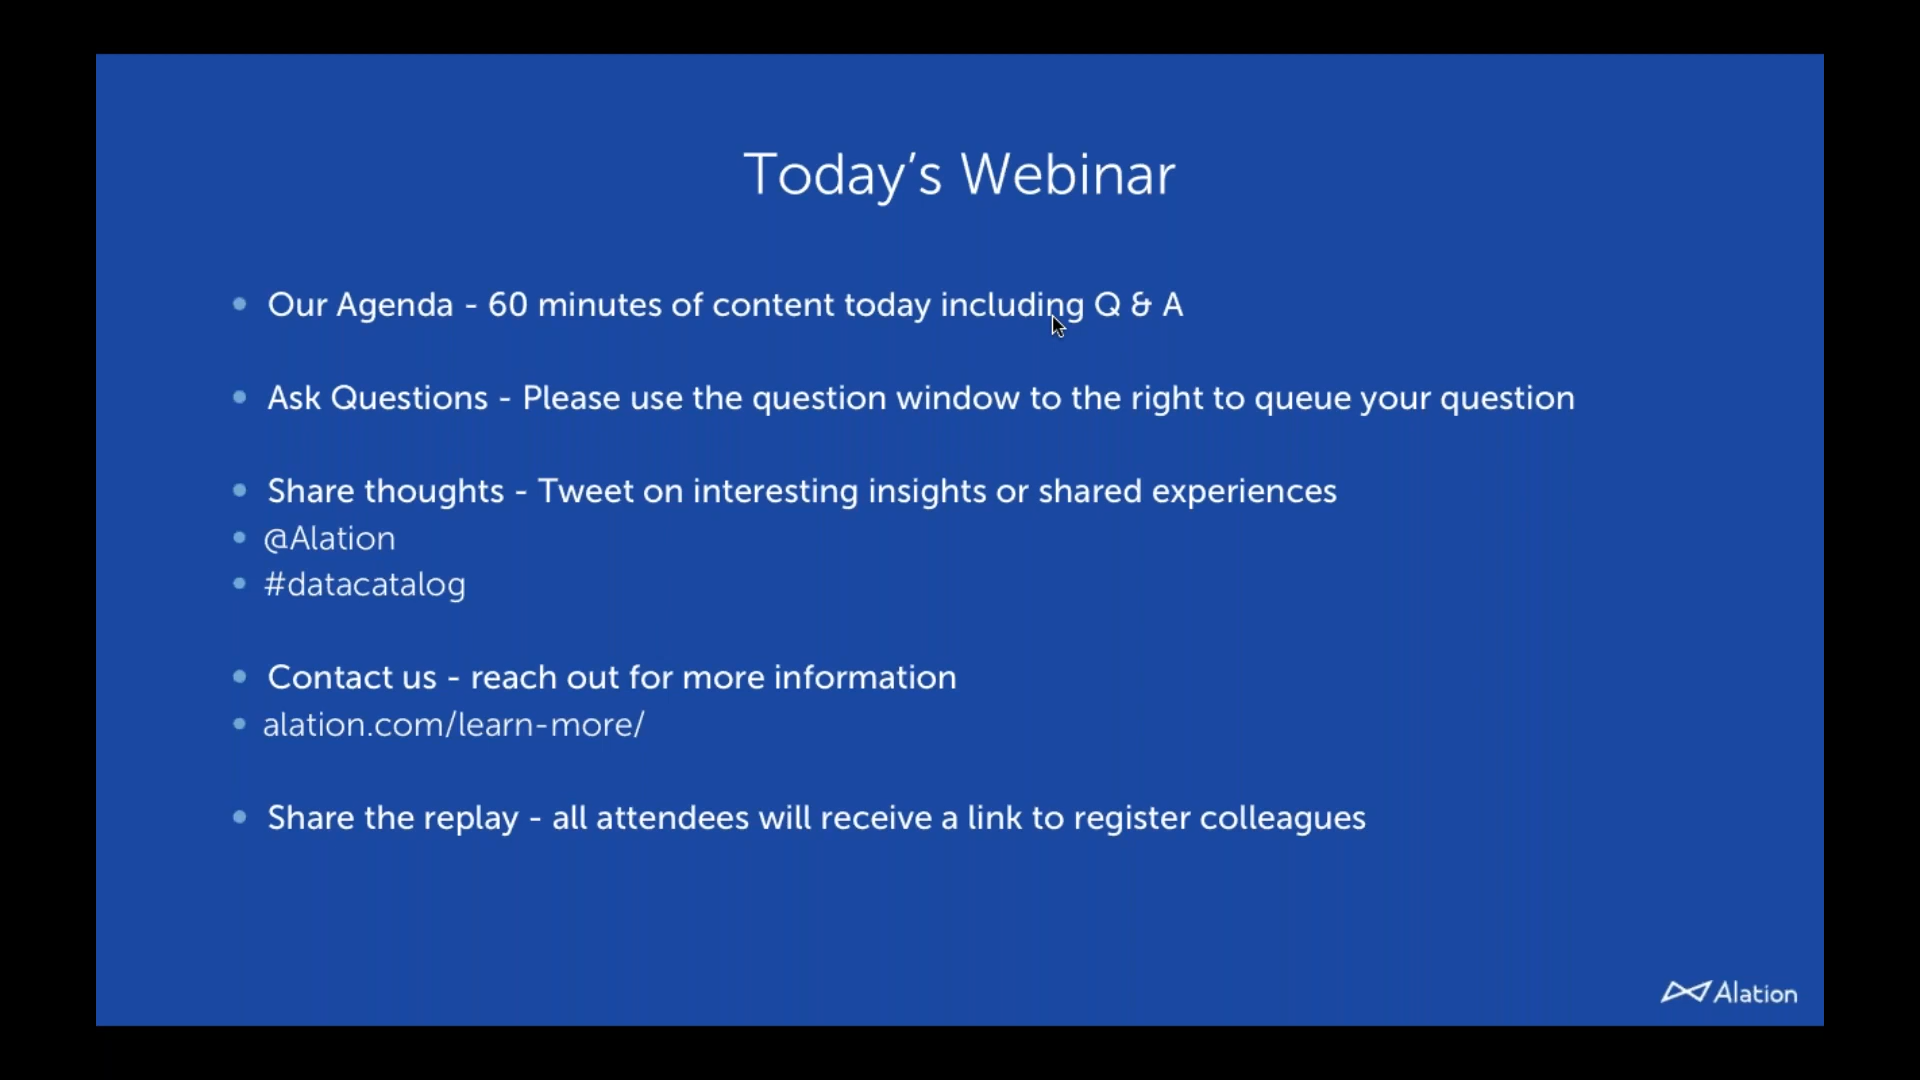 Today’s Webinar
Our Agenda - 60 minutes of content today including Q & A
Ask Questions - Please use the question window to the right to queue your question
Share thoughts - Tweet on interesting insights or shared experiences
@Alation
#datacatalog
Contact us - reach out for more information
alation.com/learn-more/
Share the replay - all attendees will receive a link to register colleagues
Alation